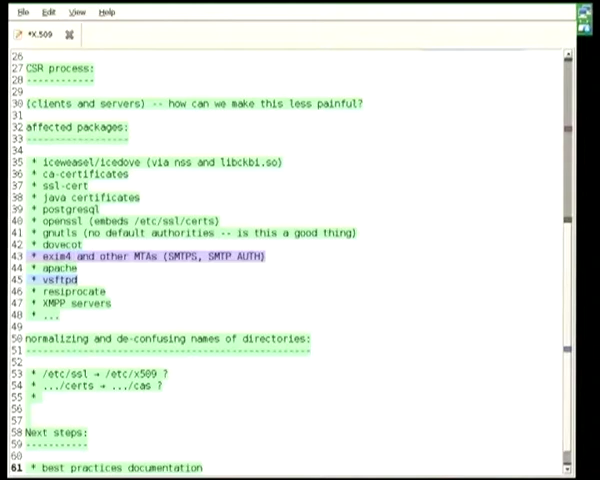 File Edit View Help
*X.509
26
27 CSR process:
28 ------------
29
30 (clients and servers) -- how can we make this less painful?
31
32 affected packages:
33 ------------------
34
35 * iceweasel/icedove (via nss and libckbi.so)
36 * ca-certificates
37 * ssl-cert
38 * java certificates
39 * postgresql
40 * openssl (embeds /etc/ssl/certs)
41 * gnutls (no default authorities -- is this a good thing)
42 * dovecot
43 * exim4 and other MTAs (SMTPS, SMTP AUTH)
44 * apache
45 * vsftpd
46 * resiprocate
47 * XMPP servers
48 * ...
49
50 normalizing and de-confusing names of directories:
51 --------------------------------------------------
52
53 * /etc/ssl → /etc/x509 ?
54 * .../certs → .../cas ?
55 *
56
57
58 Next steps:
59 -----------
60
61 * best practices documentation